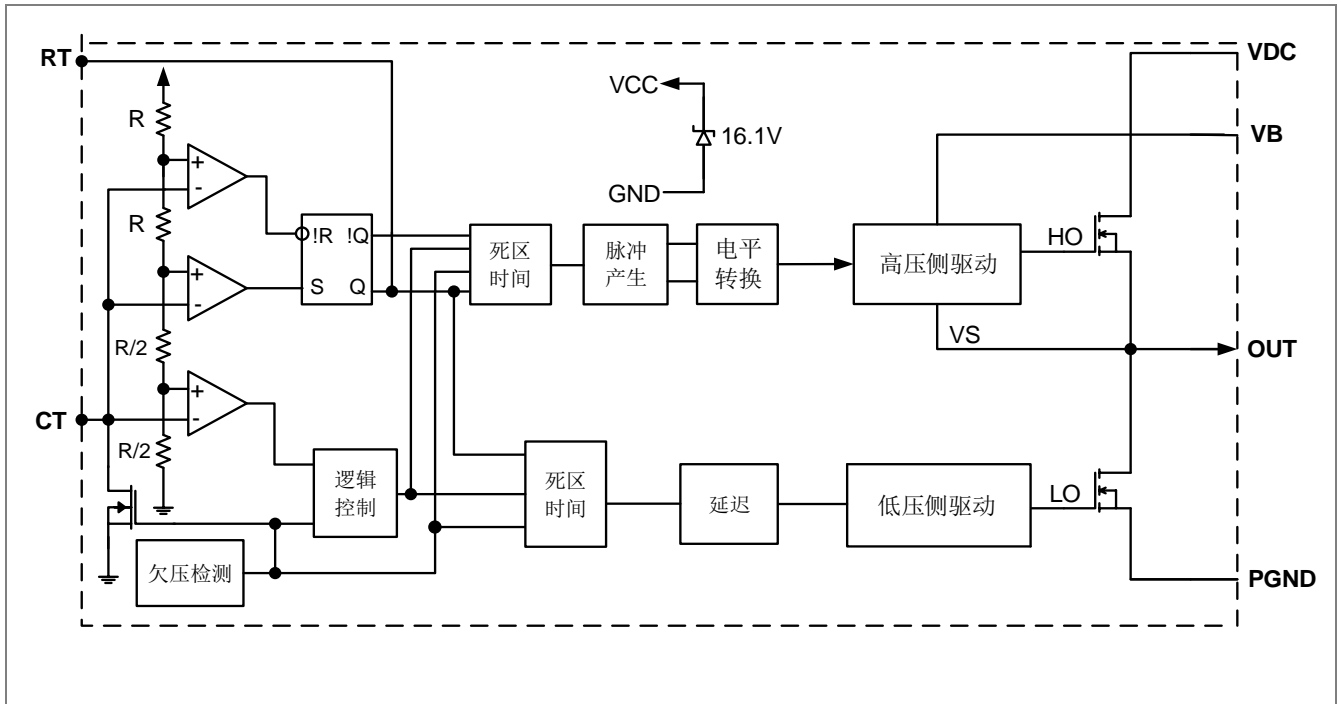 RT
VDC
VCC
R
16.1V
VB
+
-
GND
R
!R
!Q
死区
时间
脉冲
产生
电平
转换
高压侧驱动
HO
+
-
S
Q
VS
OUT
R/2
+
-
CT
R/2
逻辑
控制
死区
时间
延迟
低压侧驱动
LO
欠压检测
PGND